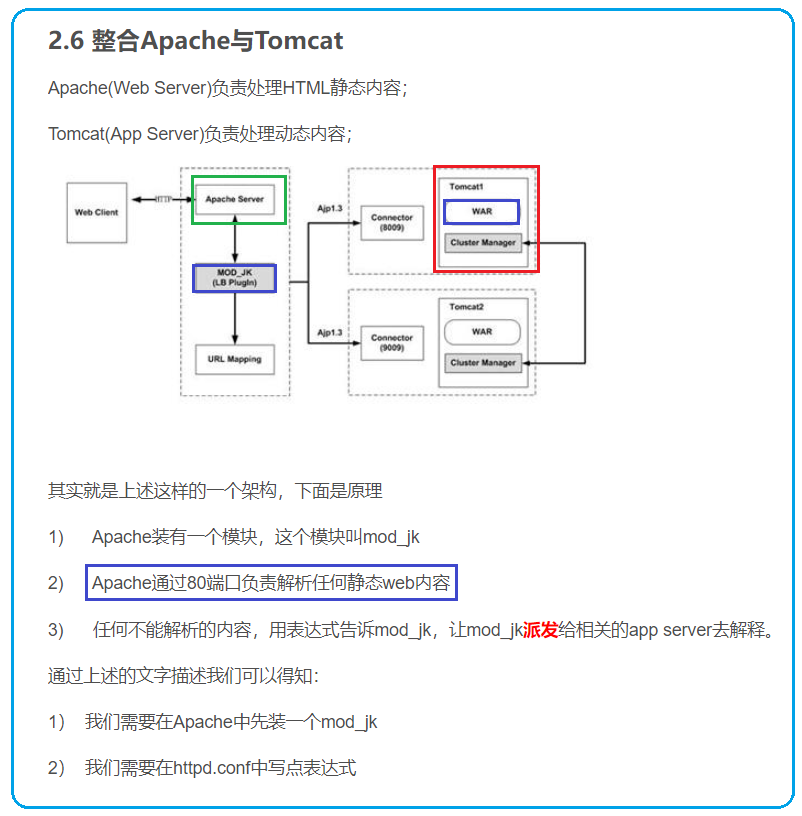 2.6 整合Apache与Tomcat
Apache(Web Server)负责处理HTML静态内容；
Tomcat(App Server)负责处理动态内容；
Web Client
HTTP
Apache Server
MOD_JK
(LB PlugIn)
URL Mapping
Ajp1.3
Connector
(8009)
Tomcat1
WAR
Cluster Manager
Ajp1.3
Connector
(9009)
Tomcat2
WAR
Cluster Manager
其实就是上述这样的一个架构，下面是原理
1) Apache装有一个模块，这个模块叫mod_jk
2) Apache通过80端口负责解析任何静态web内容
3) 任何不能解析的内容，用表达式告诉mod_jk，让mod_jk派发给相关的app server去解释。
通过上述的文字描述我们可以得知：
1) 我们需要在Apache中先装一个mod_jk
2) 我们需要在httpd.conf中写点表达式